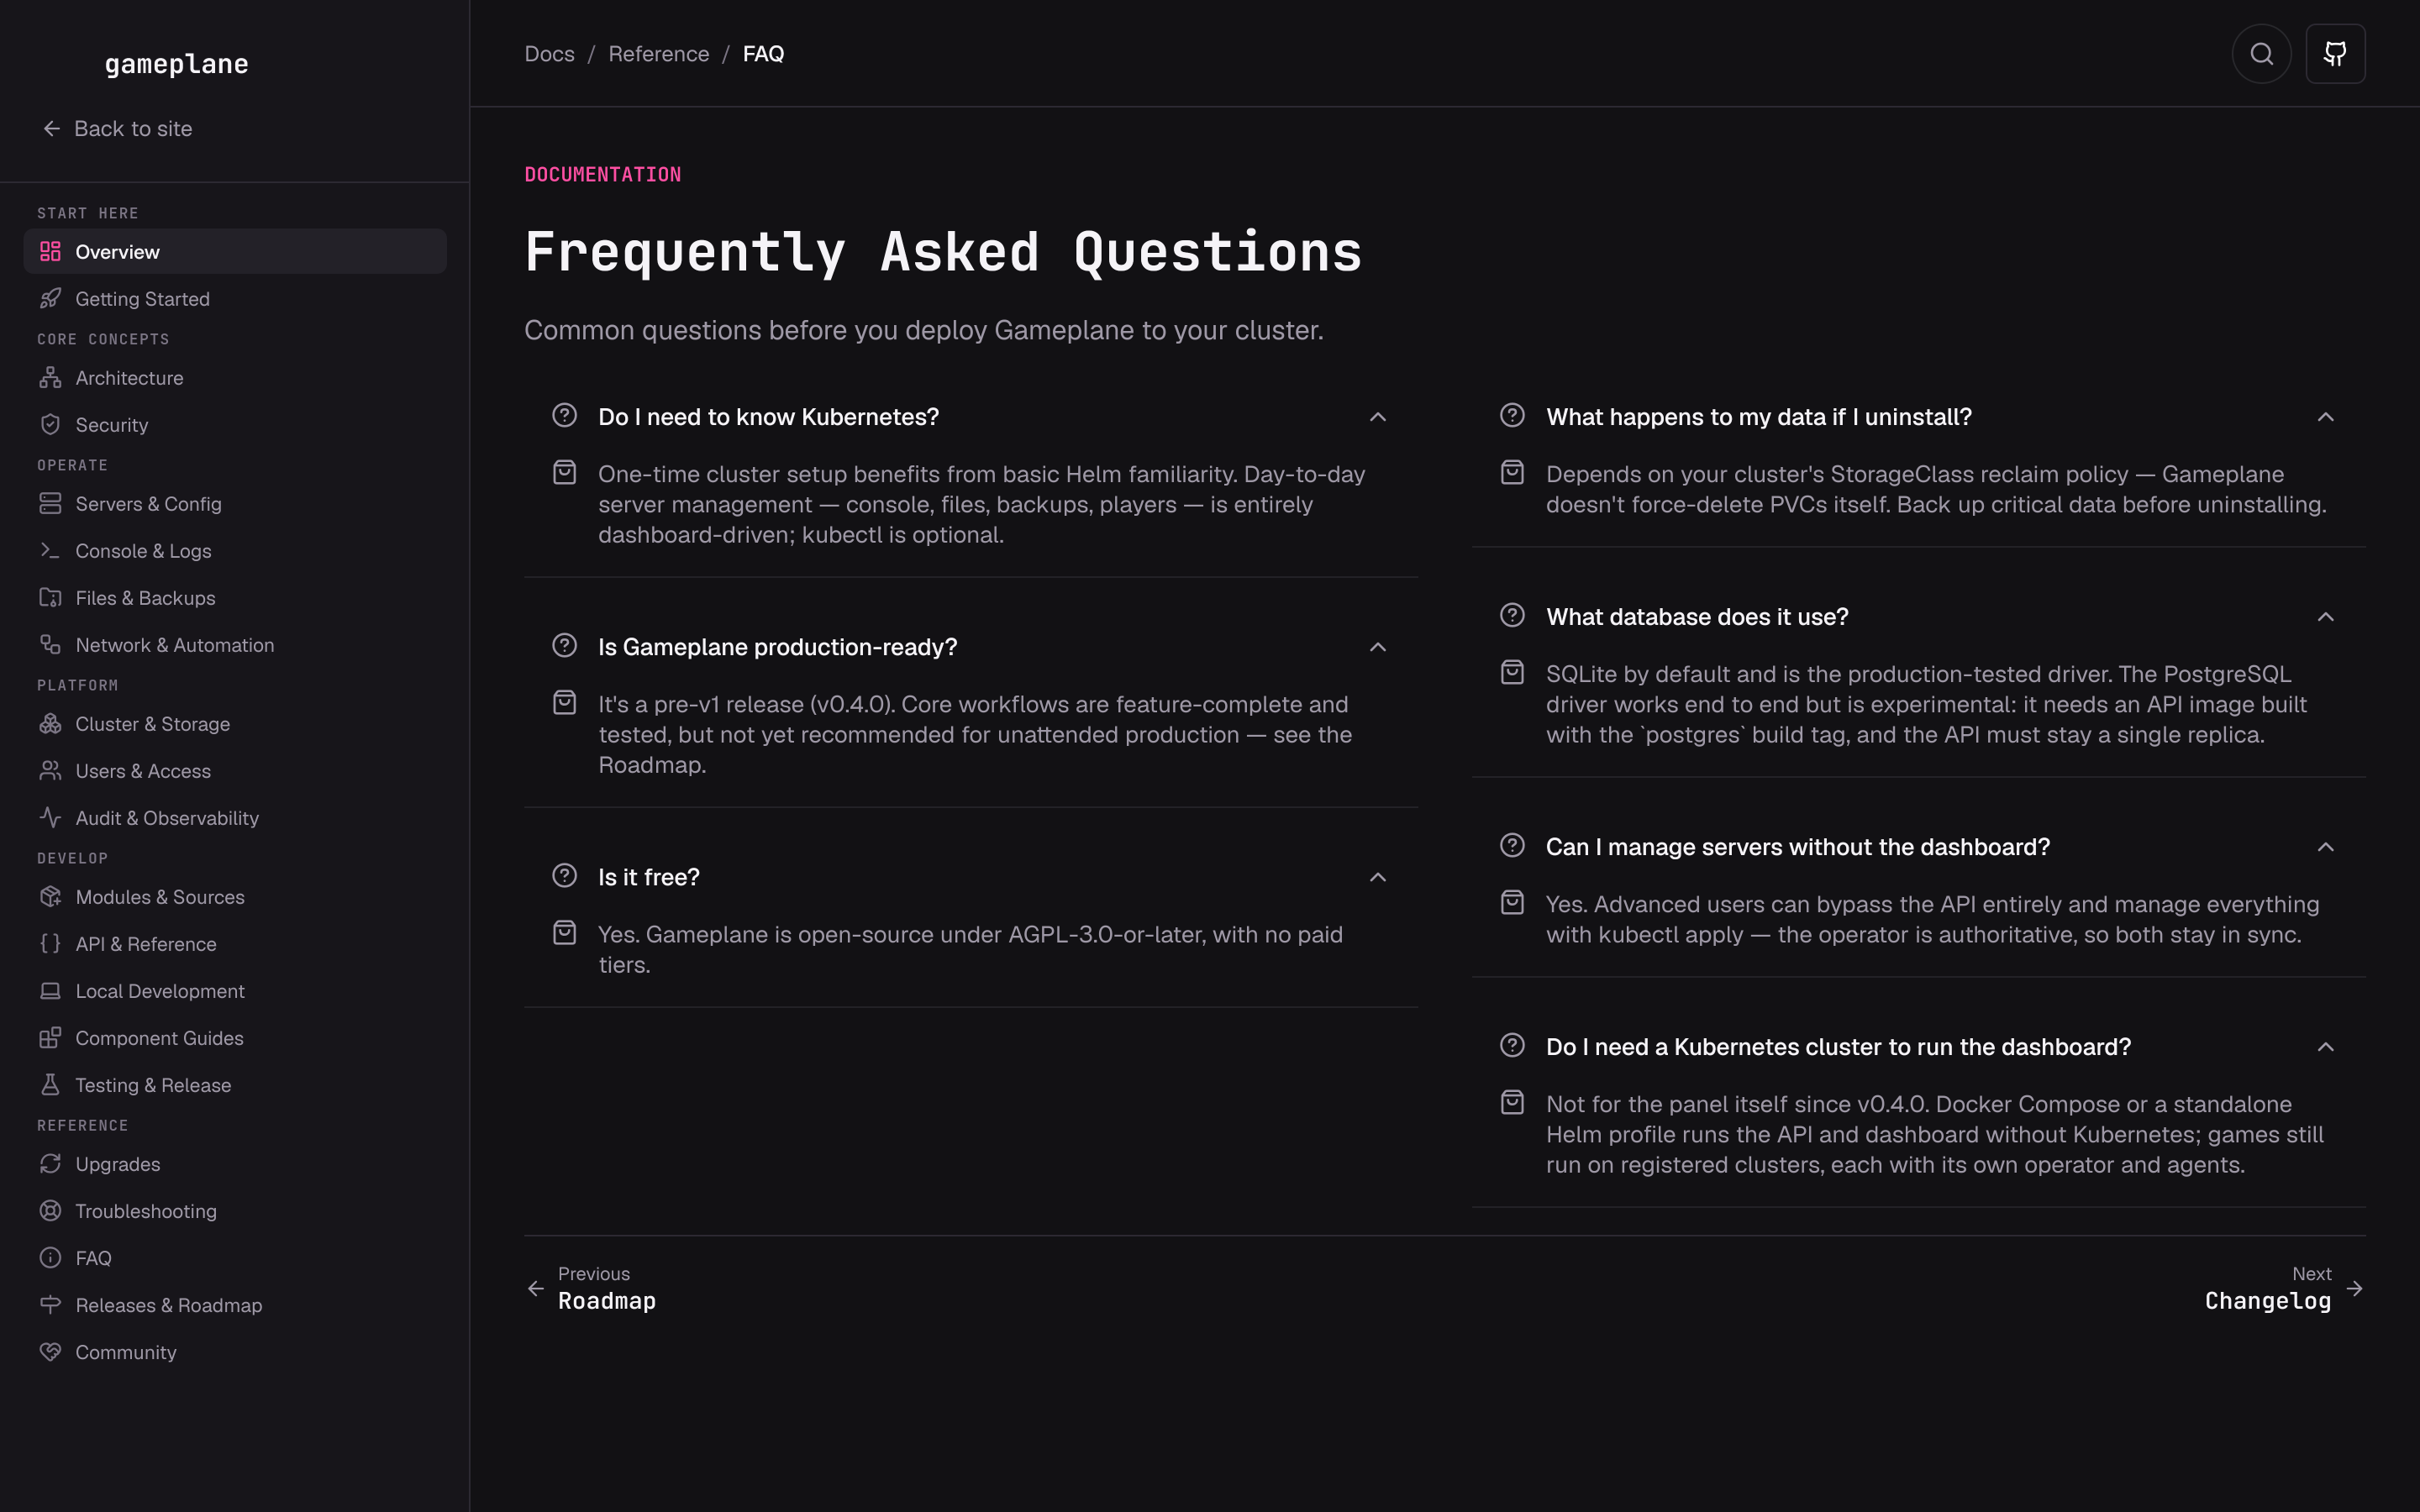 gameplane
Back to site
START HERE
Overview
Getting Started
CORE CONCEPTS
Architecture
Security
OPERATE
Servers & Config
Console & Logs
Files & Backups
Network & Automation
PLATFORM
Cluster & Storage
Users & Access
Audit & Observability
DEVELOP
Modules & Sources
API & Reference
Local Development
Component Guides
Testing & Release
REFERENCE
Upgrades
Troubleshooting
FAQ
Releases & Roadmap
Community
Docs / Reference / FAQ
DOCUMENTATION
Frequently Asked Questions
Common questions before you deploy Gameplane to your cluster.
Do I need to know Kubernetes?
One-time cluster setup benefits from basic Helm familiarity. Day-to-day
server management — console, files, backups, players — is entirely
dashboard-driven; kubectl is optional.
Is Gameplane production-ready?
It's a pre-v1 release (v0.4.0). Core workflows are feature-complete and
tested, but not yet recommended for unattended production — see the
Roadmap.
Is it free?
Yes. Gameplane is open-source under AGPL-3.0-or-later, with no paid
tiers.
What happens to my data if I uninstall?
Depends on your cluster's StorageClass reclaim policy — Gameplane
doesn't force-delete PVCs itself. Back up critical data before uninstalling.
What database does it use?
SQLite by default and is the production-tested driver. The PostgreSQL
driver works end to end but is experimental: it needs an API image built
with the `postgres` build tag, and the API must stay a single replica.
Can I manage servers without the dashboard?
Yes. Advanced users can bypass the API entirely and manage everything
with kubectl apply — the operator is authoritative, so both stay in sync.
Do I need a Kubernetes cluster to run the dashboard?
Not for the panel itself since v0.4.0. Docker Compose or a standalone
Helm profile runs the API and dashboard without Kubernetes; games still
run on registered clusters, each with its own operator and agents.
Previous
Roadmap
Next
Changelog